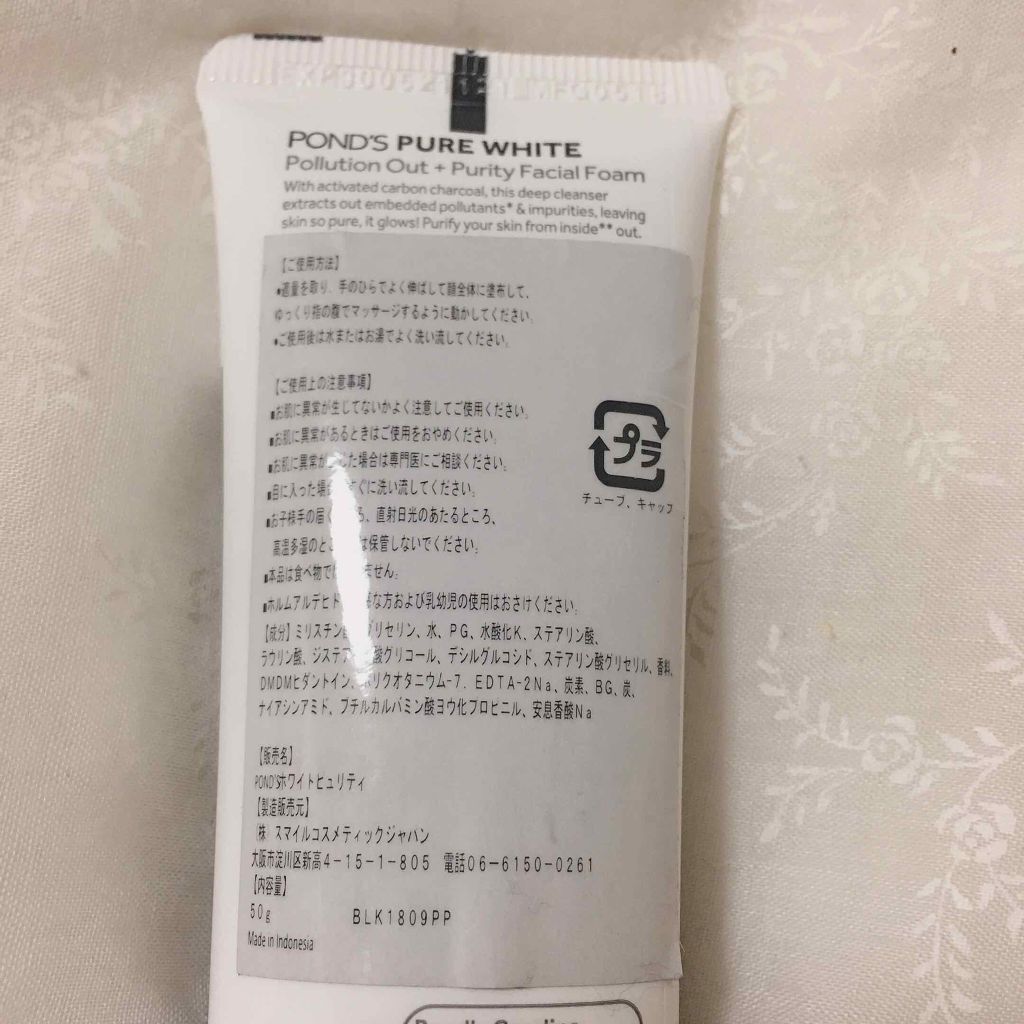 POND'S PURE WHITE
Pollution Out + Purity Facial Foam
With activated carbon charcoal, this deep cleanser
extracts out embedded pollutants* & impurities, leaving
skin so pure, it glows! Purify your skin from inside** out.
【ご使用方法】
●適量を取り、手のひらでよく伸ばして顔全体に塗布して、
ゆっくり指の腹でマッサージするように動かしてください。
●ご使用後は水またはお湯でよく洗い流してください。
【ご使用上の注意事項】
■お肌に異常が生じてないかよく注意してご使用ください。
■お肌に異常があるときはご使用をおやめください。
■お肌に異常が した場合は専門医にご相談ください。
■目に入った場 すぐに洗い流してください。
■お子様手の届く ろ、直射日光のあたるところ、
高温多湿のとこ は保管しないでください。
■本品は食べ物で ません。
■ホルムアルデヒド な方および乳幼児の使用はおさけください。
【成分】ミリスチン グリセリン、水、PG、水酸化K、ステアリン酸、
ラウリン酸、ジステア 酸グリコール、デシルグルコシド、ステアリン酸グリセリル、香料、
DMDMヒダントイン、ポリクオタニウム-7. EDTA-2Na、炭素、BG、炭、
ナイアシンアミド、ブチルカルバミン酸ヨウ化プロピニル、安息香酸Na
プラ
チューブ、キャップ
【販売名】
POND'Sホワイトピュリティ
【製造販売元】
(株) スマイルコスメティックジャパン
大阪市淀川区新高4-15-1-805 電話06-6150-0261
【内容量】
50g BLK1809PP
Made in Indonesia